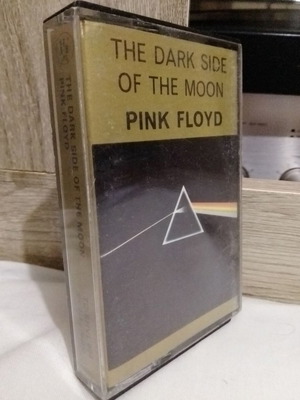 THE DARK SIDE
OF THE MOON
PINK FLOYD
THE DARK SIDE OF THE MOON
PINK FLOYD